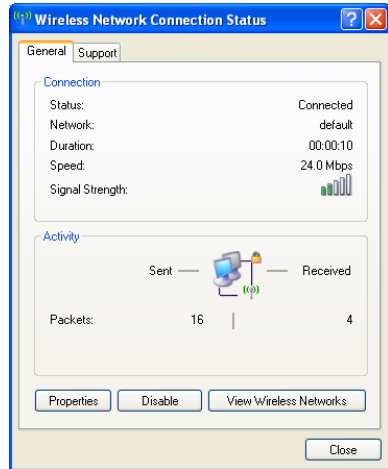 Wireless Network Connection Status
General Support
Connection
Status: Connected
Network: default
Duration: 00:00:10
Speed: 24.0 Mbps
Signal Strength:
Activity
Sent Received
Packets: 16 4
Properties Disable View Wireless Networks
Close